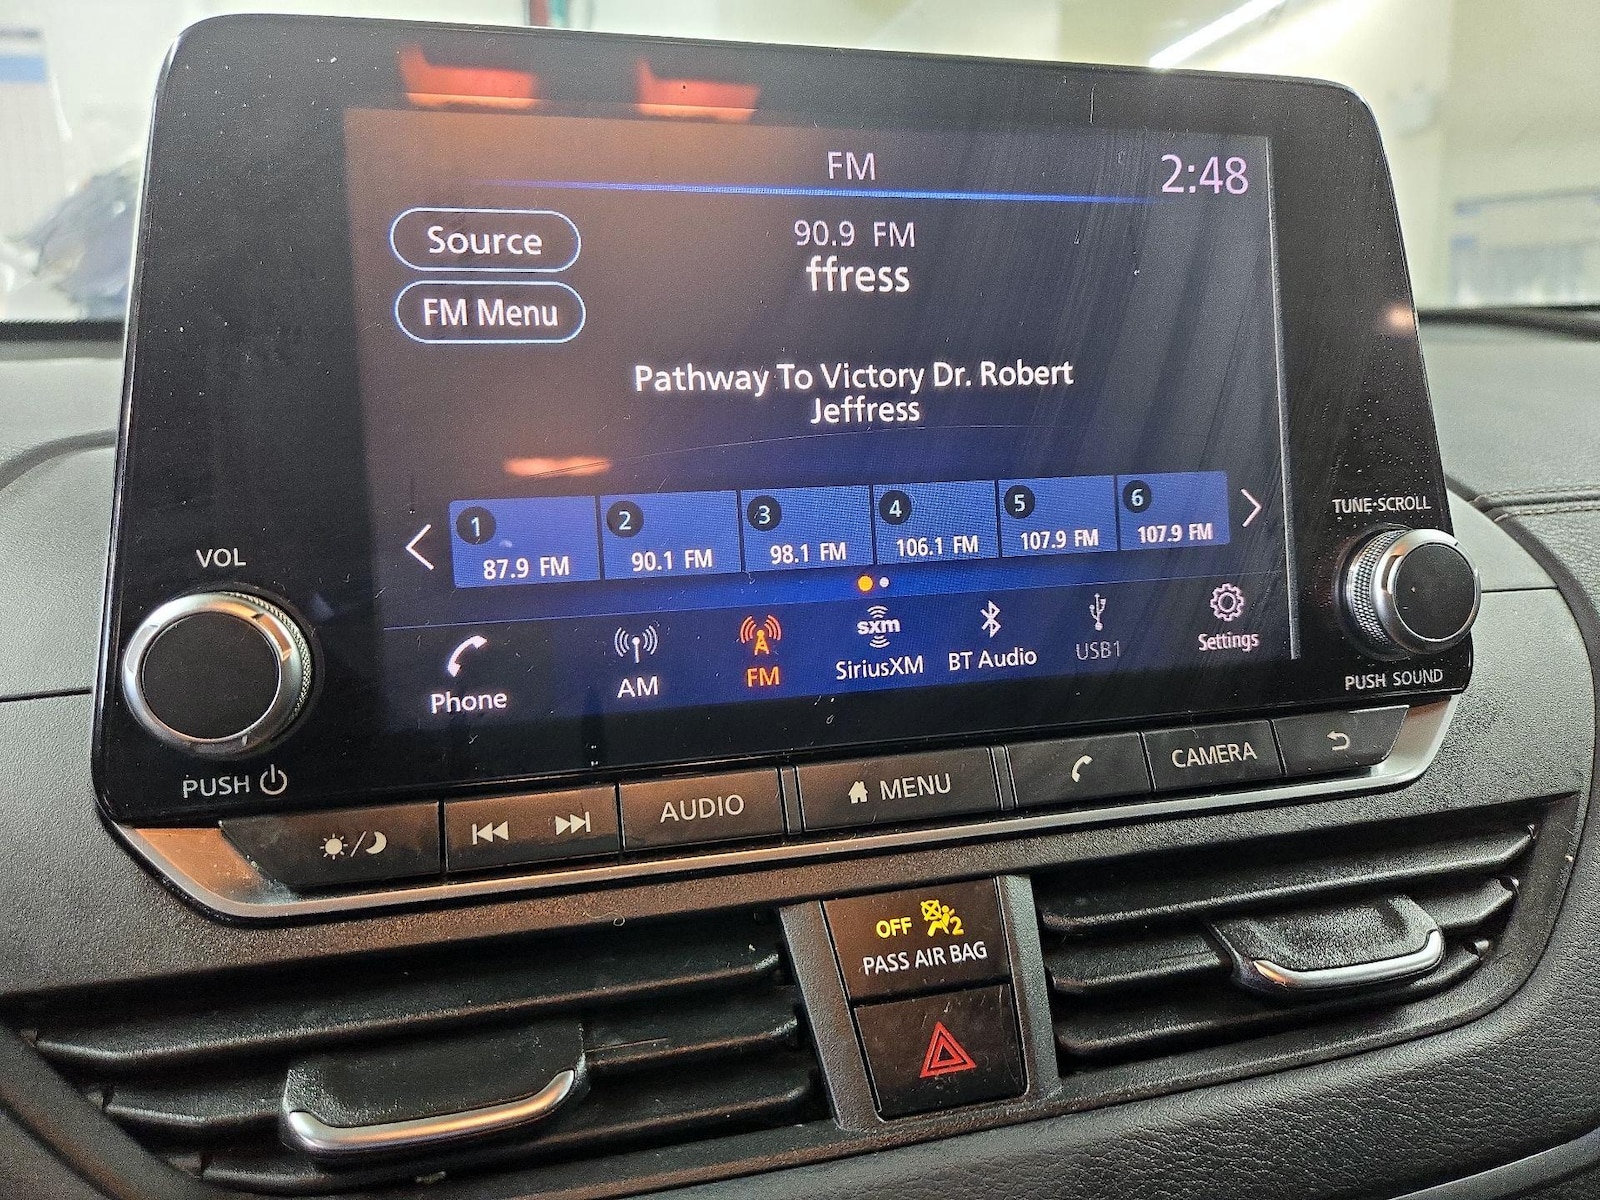 FM
2:48
Source
90.9 FM
ffress
FM Menu
Pathway To Victory Dr. Robert
Jeffress
1
2
3
4
5
6
87.9 FM
90.1 FM
98.1 FM
106.1 FM
107.9 FM
107.9 FM
Phone
AM
FM
sxm
SiriusXM
BT Audio
USB1
Settings
VOL
PUSH
TUNE·SCROLL
PUSH SOUND
AUDIO
MENU
CAMERA
OFF
2
PASS AIR BAG